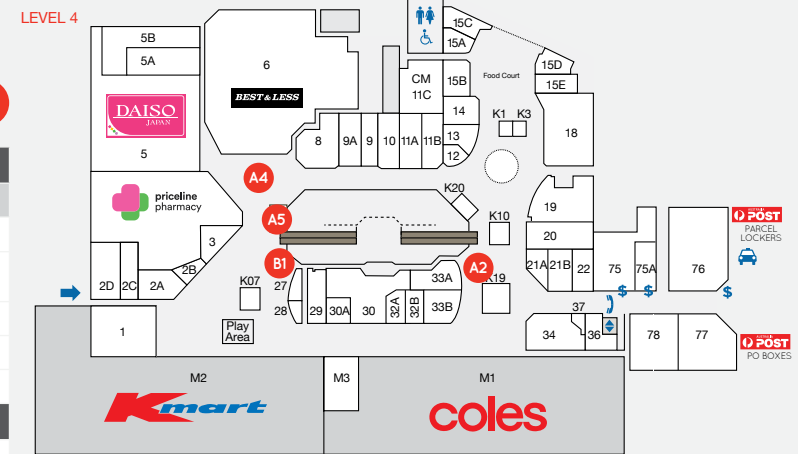 LEVEL 4
5B
5A
DAISO
JAPAN
5
6
BEST&LESS
15C
15A
CM
11C
15B
Food Court
15D
15E
14
K1 K3
18
8
9A
9
10
11A
11B
13
12
A4
priceline
pharmacy
K20
19
A5
K10
20
3
2B
2D
2C
2A
B1
A2
K19
33A
21A
21B
22
75
75A
76
AUSTRALIA
POST
PARCEL
LOCKERS
$
$
$
K07
27
28
29
30A
30
32A
32B
33B
37
34
36
78
77
1
Play
Area
AUSTRALIA
POST
PO BOXES
M2
M3
M1
Kmart
coles